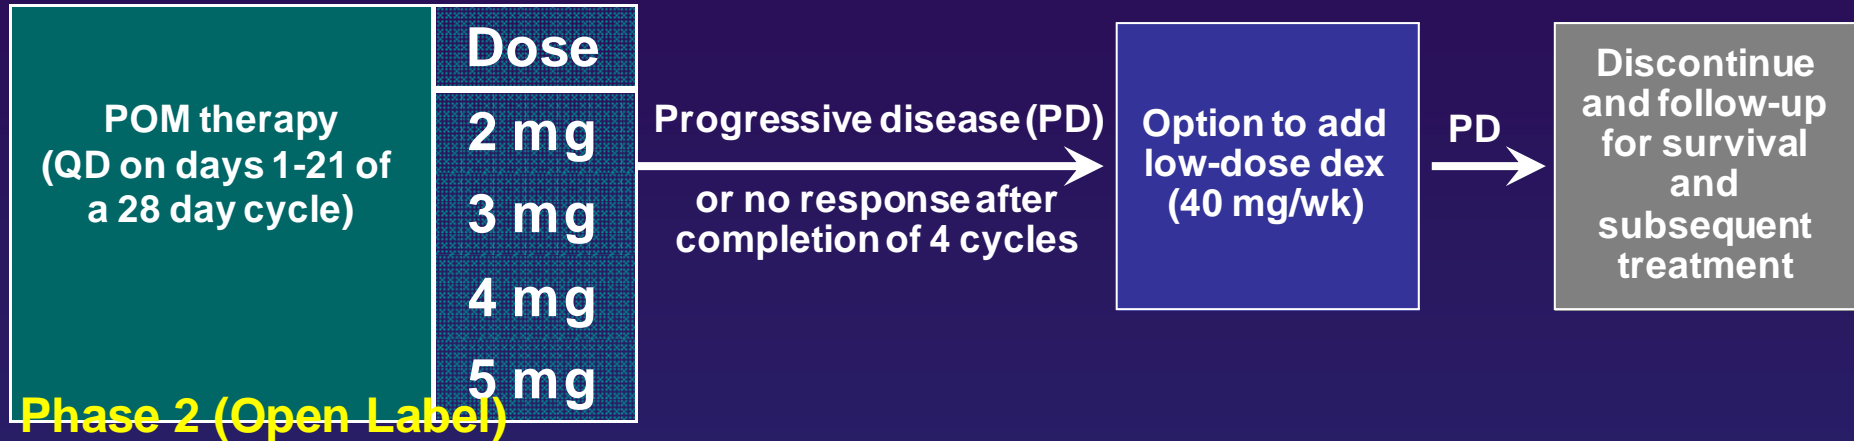 POM therapy
(QD on days 1-21 of
a 28 day cycle)
Dose
2 mg
3 mg
4 mg
5 mg
Progressive disease (PD)
or no response after
completion of 4 cycles
Option to add
low-dose dex
(40 mg/wk)
PD
Discontinue
and follow-up
for survival
and
subsequent
treatment
Phase 2 (Open Label)